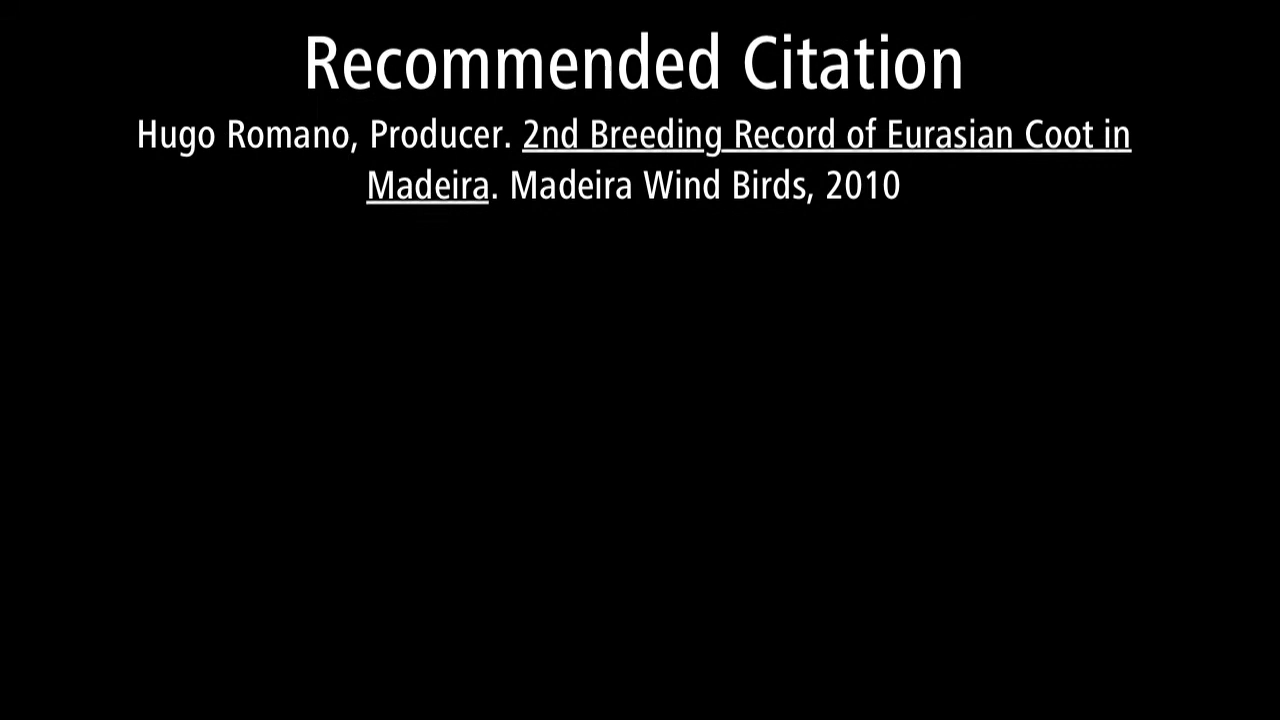 Recommended Citation
Hugo Romano, Producer. 2nd Breeding Record of Eurasian Coot in
Madeira. Madeira Wind Birds, 2010